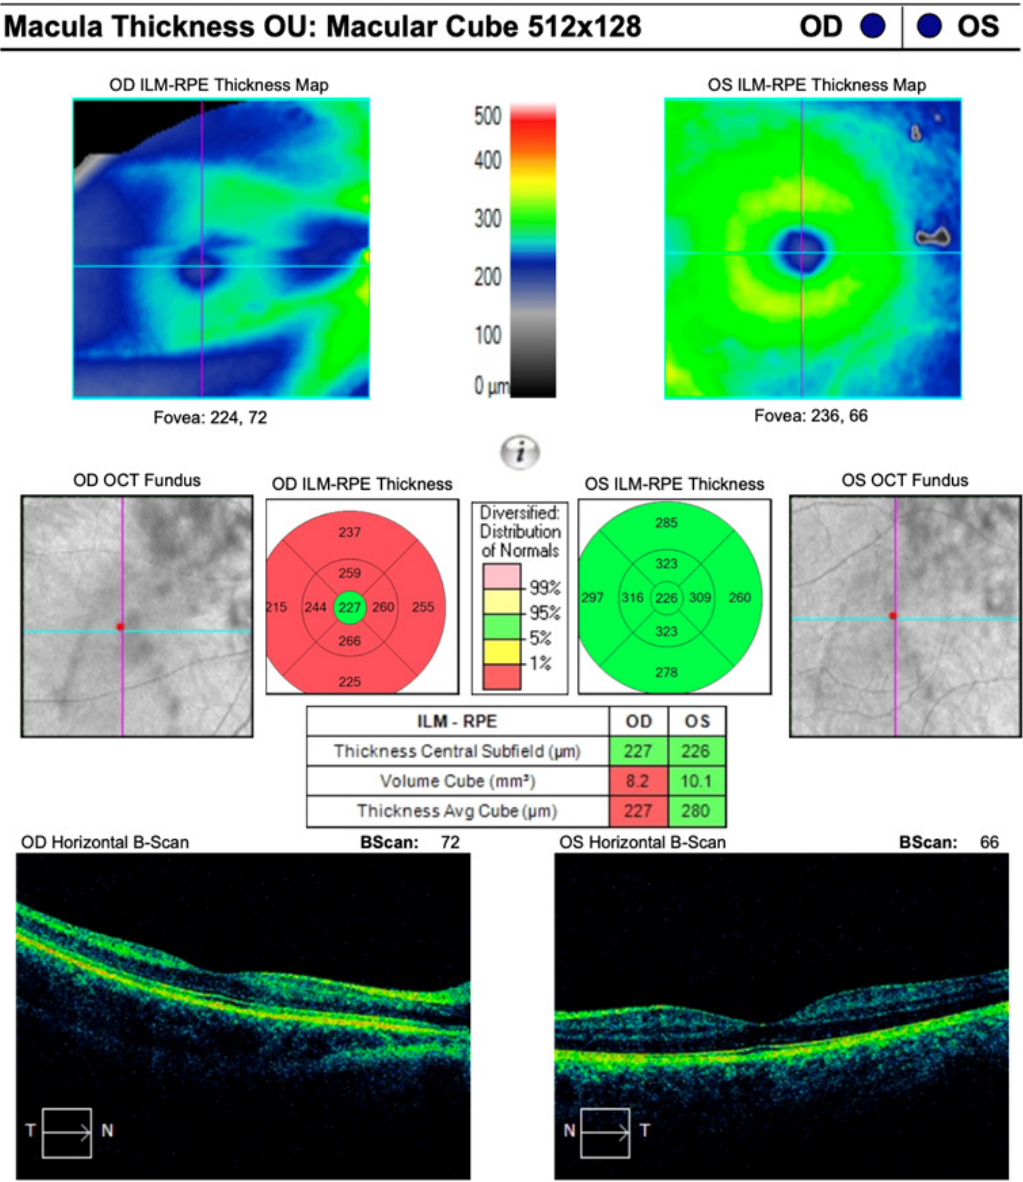 Macula Thickness OU: Macular Cube 512x128 OD OS
OD ILM-RPE Thickness Map
OS ILM-RPE Thickness Map
500
400
300
200
100
0 µm
Fovea: 224, 72
Fovea: 236, 66
i
OD OCT Fundus
OD ILM-RPE Thickness
OS ILM-RPE Thickness
OS OCT Fundus
237
259
215 244 227 260 255
266
225
Diversified:
Distribution
of Normals
99%
95%
5%
1%
285
323
297 316 226 309 260
323
278
ILM - RPE OD OS
Thickness Central Subfield (µm) 227 226
Volume Cube (mm³) 8.2 10.1
Thickness Avg Cube (µm) 227 280
OD Horizontal B-Scan BScan: 72
OS Horizontal B-Scan BScan: 66
T N
N T